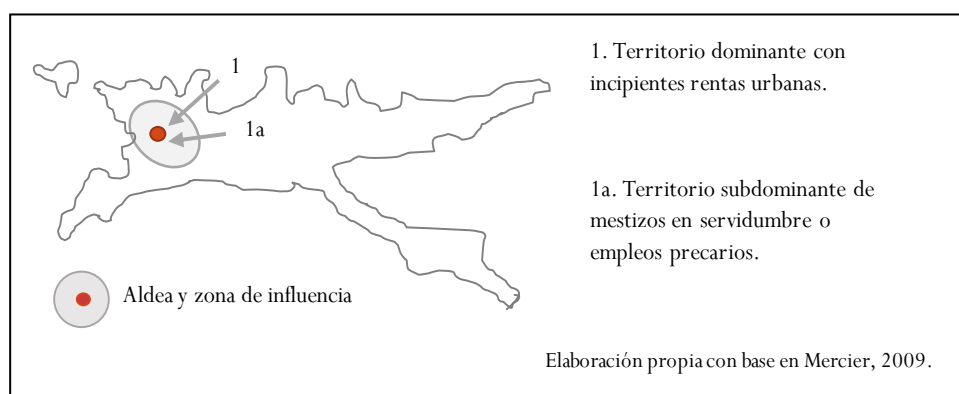 1
1a
1. Territorio dominante con
incipientes rentas urbanas.
1a. Territorio subdominante de
mestizos en servidumbre o
empleos precarios.
Aldea y zona de influencia
Elaboración propia con base en Mercier, 2009.